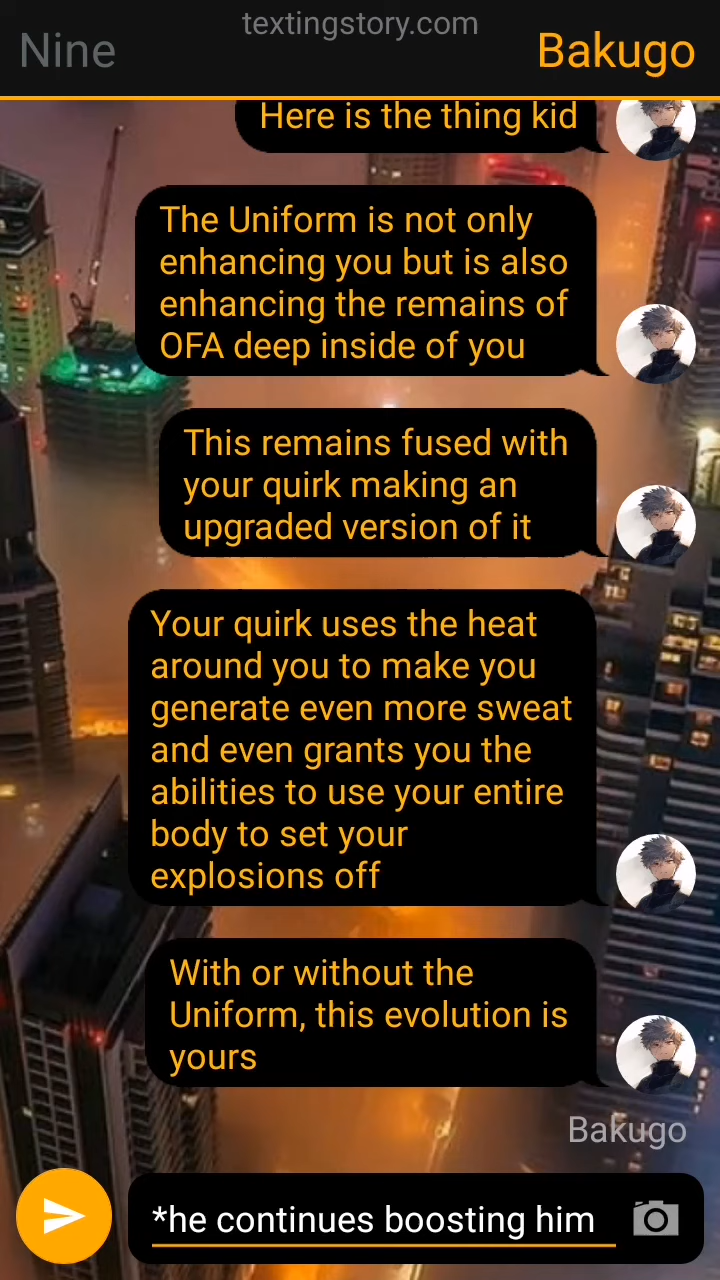 textingstory.com
Nine
Bakugo
Here is the thing kid
The Uniform is not only
enhancing you but is also
enhancing the remains of
OFA deep inside of you
This remains fused with
your quirk making an
upgraded version of it
Your quirk uses the heat
around you to make you
generate even more sweat
and even grants you the
abilities to use your entire
body to set your
explosions off
With or without the
Uniform, this evolution is
yours
Bakugo
*he continues boosting him